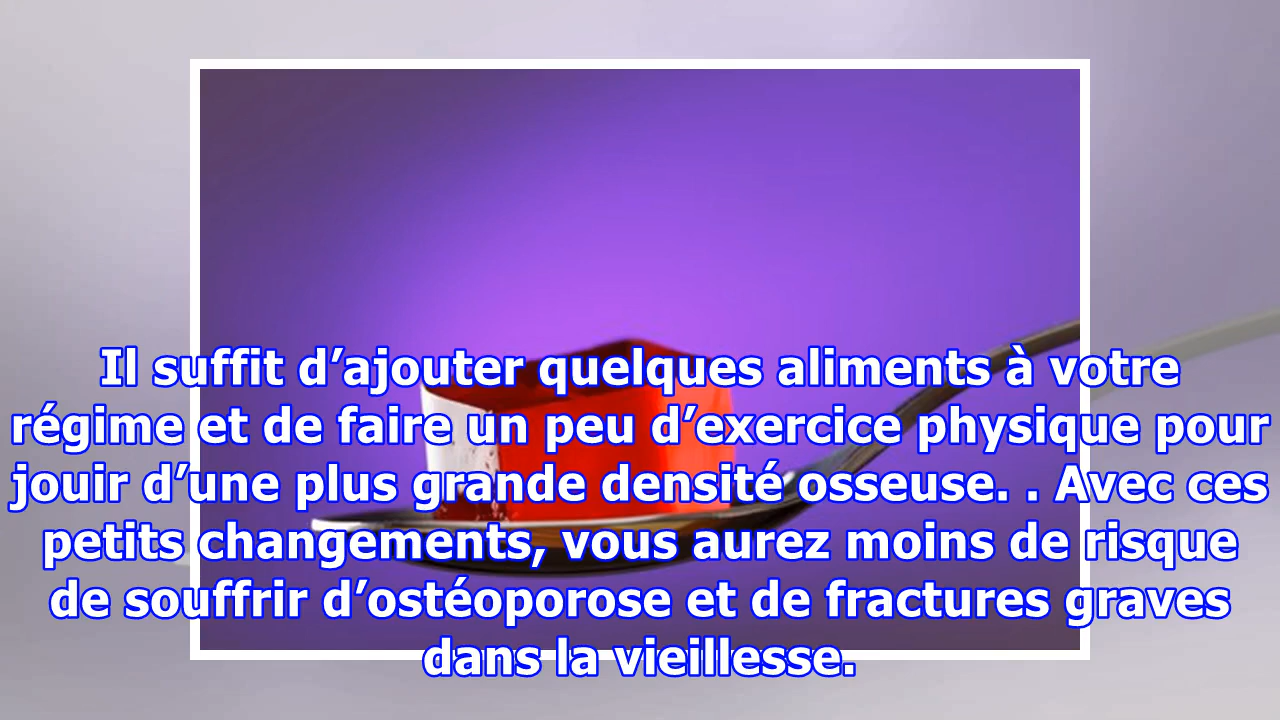 Il suffit d’ajouter quelques aliments à votre
régime et de faire un peu d’exercice physique pour
jouir d’une plus grande densité osseuse. . Avec ces
petits changements, vous aurez moins de risque
de souffrir d’ostéoporose et de fractures graves
dans la vieillesse.